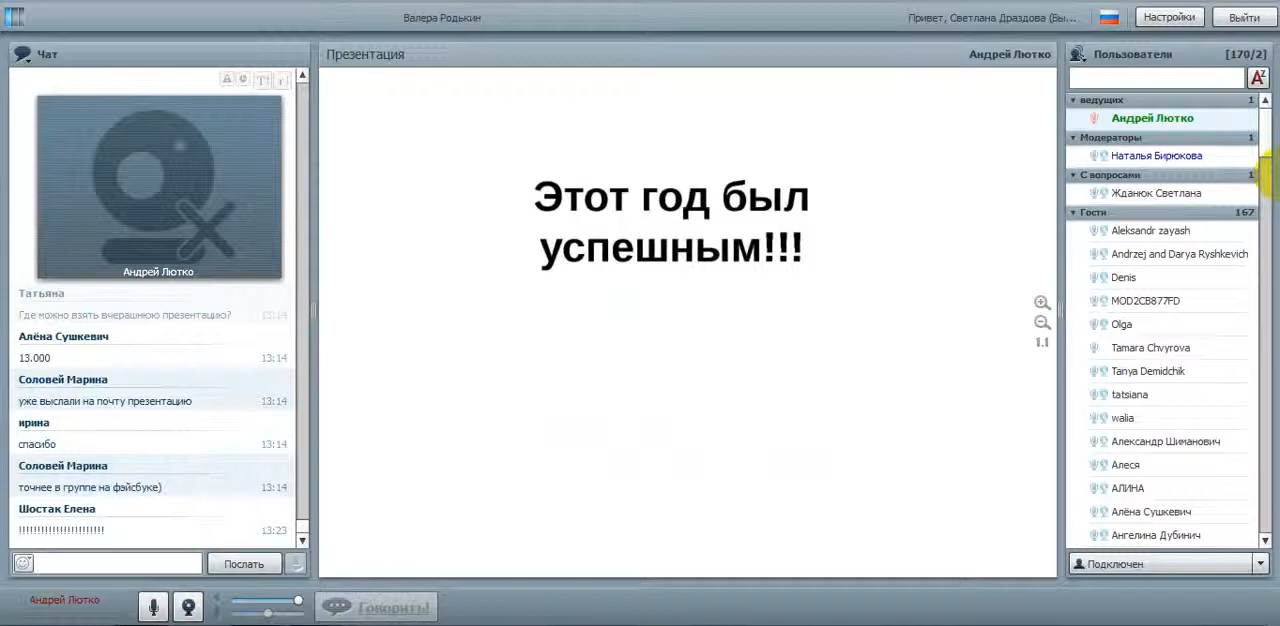 Валера Родькин
Привет, Светлана Драздова (Вы...
Настройки
Выйти
Чат
Андрей Лютко
Татьяна
Где можно взять вчерашнюю презентацию? 13:14
Алёна Сушкевич
13.000 13:14
Соловей Марина
уже выслали на почту презентацию 13:14
ирина
спасибо 13:14
Соловей Марина
точнее в группе на фэйсбуке) 13:14
Шостак Елена
!!!!!!!!!!!!!!!!!!!!!!! 13:23
Послать
Презентация
Андрей Лютко
Этот год был
успешным!!!
1.1
Пользователи [170/2]
ведущих 1
Андрей Лютко
Модераторы 1
Наталья Бирюкова
С вопросами 1
Жданюк Светлана
Гости 167
Aleksandr zayash
Andrzej and Darya Ryshkevich
Denis
MOD2CB877FD
Olga
Tamara Chvyrova
Tanya Demidchik
tatsiana
walia
Александр Шиманович
Алеся
АЛИНА
Алёна Сушкевич
Ангелина Дубинич
Подключен
Андрей Лютко
Говорить!